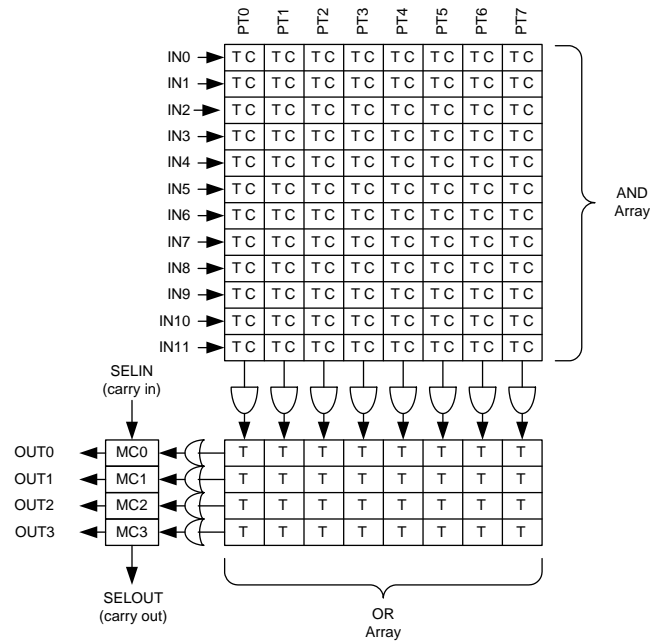 PT0 PT1 PT2 PT3 PT4 PT5 PT6 PT7
IN0 T C T C T C T C T C T C T C T C
IN1 T C T C T C T C T C T C T C T C
IN2 T C T C T C T C T C T C T C T C
IN3 T C T C T C T C T C T C T C T C
IN4 T C T C T C T C T C T C T C T C
IN5 T C T C T C T C T C T C T C T C
IN6 T C T C T C T C T C T C T C T C
IN7 T C T C T C T C T C T C T C T C
IN8 T C T C T C T C T C T C T C T C
IN9 T C T C T C T C T C T C T C T C
IN10 T C T C T C T C T C T C T C T C
IN11 T C T C T C T C T C T C T C T C
AND
Array
SELIN
(carry in)
OUT0 MC0 T T T T T T T T
OUT1 MC1 T T T T T T T T
OUT2 MC2 T T T T T T T T
OUT3 MC3 T T T T T T T T
SELOUT
(carry out)
OR
Array